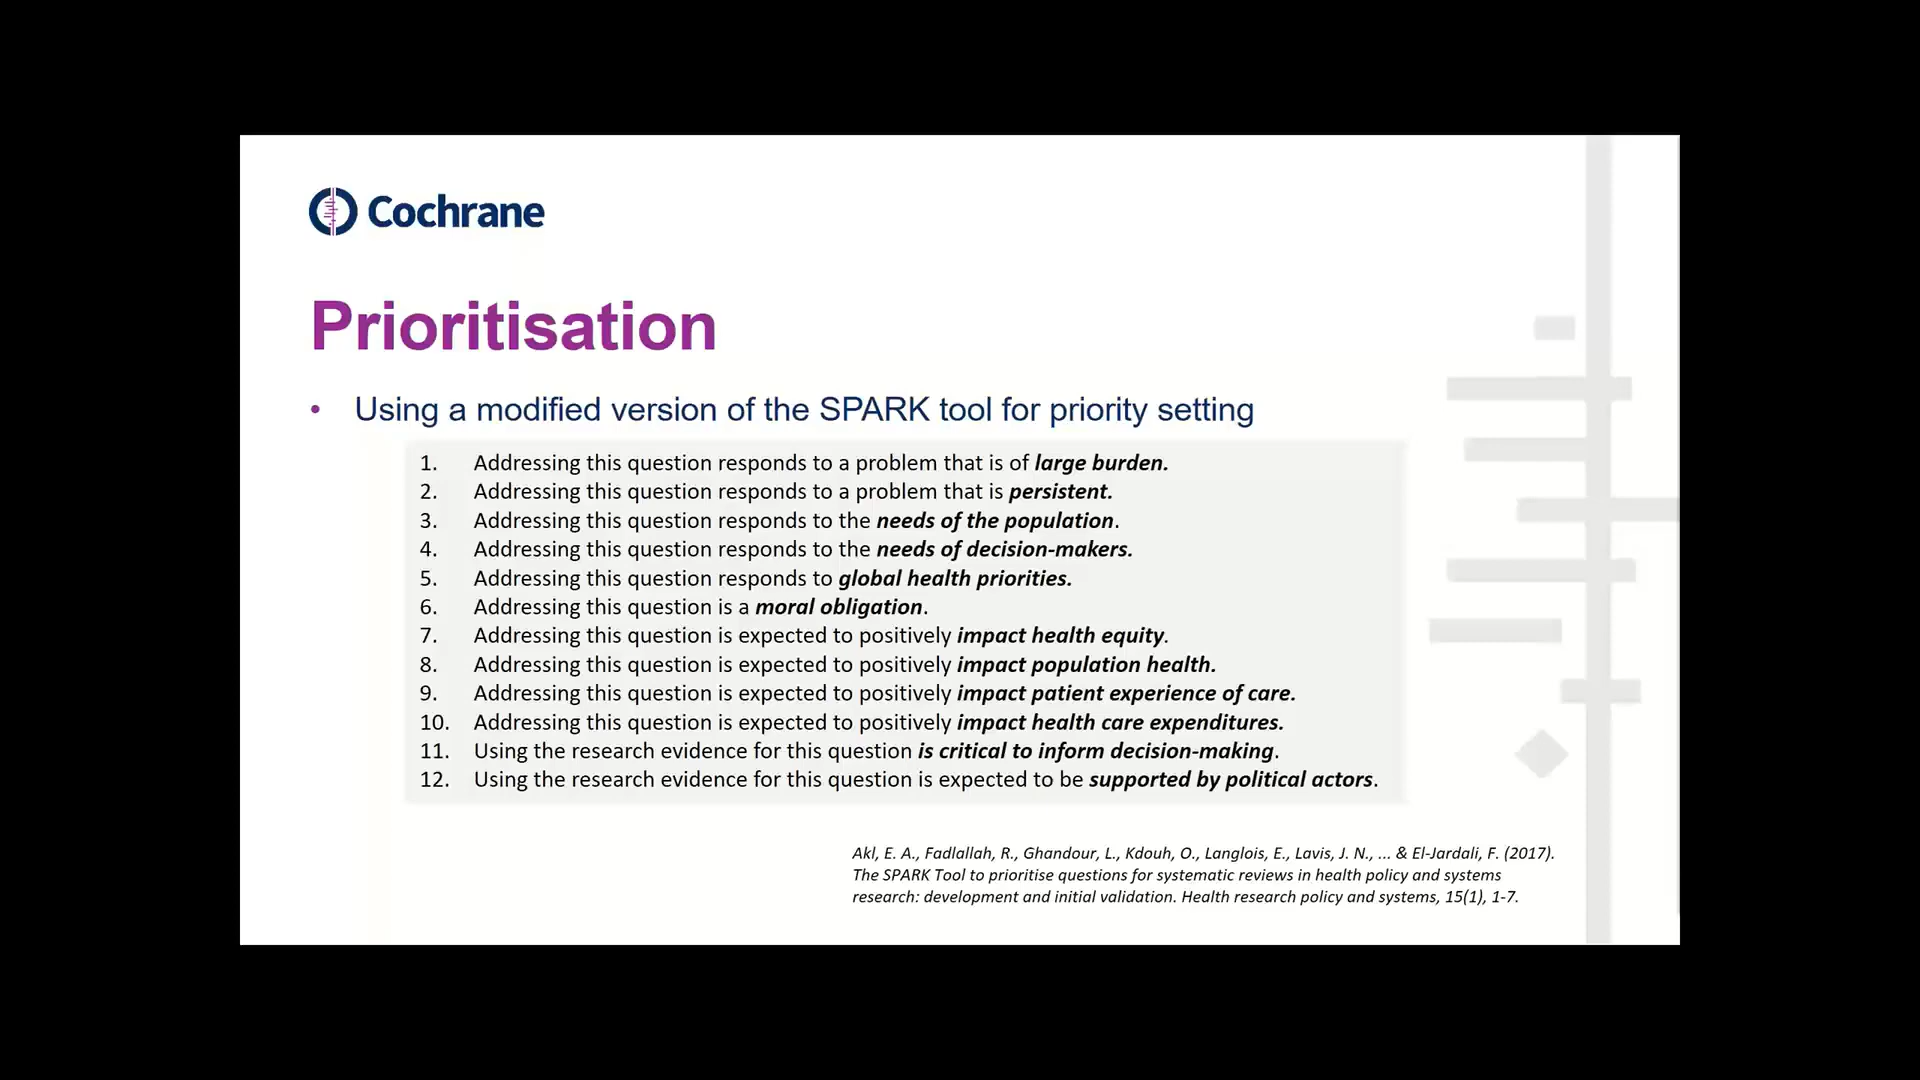 Cochrane
Prioritisation
• Using a modified version of the SPARK tool for priority setting
1. Addressing this question responds to a problem that is of large burden.
2. Addressing this question responds to a problem that is persistent.
3. Addressing this question responds to the needs of the population.
4. Addressing this question responds to the needs of decision-makers.
5. Addressing this question responds to global health priorities.
6. Addressing this question is a moral obligation.
7. Addressing this question is expected to positively impact health equity.
8. Addressing this question is expected to positively impact population health.
9. Addressing this question is expected to positively impact patient experience of care.
10. Addressing this question is expected to positively impact health care expenditures.
11. Using the research evidence for this question is critical to inform decision-making.
12. Using the research evidence for this question is expected to be supported by political actors.
Akl, E. A., Fadlallah, R., Ghandour, L., Kdouh, O., Langlois, E., Lavis, J. N., ... & El-Jardali, F. (2017).
The SPARK Tool to prioritise questions for systematic reviews in health policy and systems
research: development and initial validation. Health research policy and systems, 15(1), 1-7.